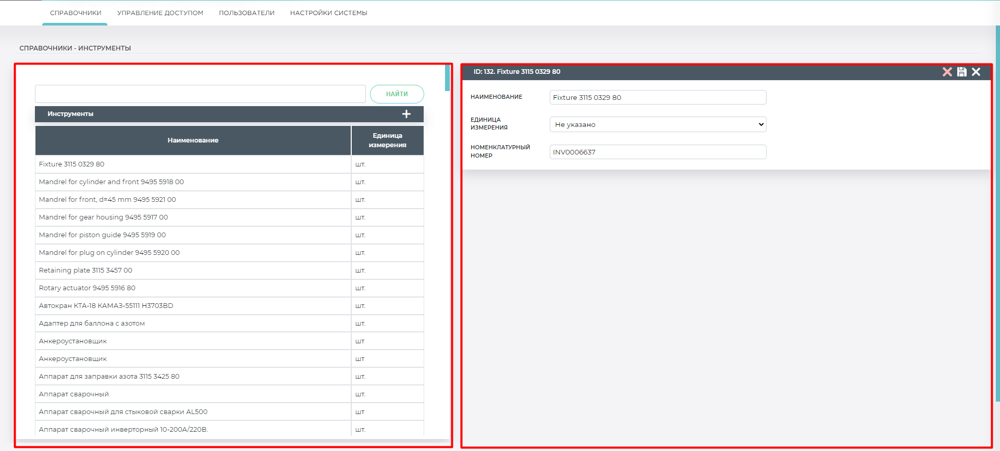 СПРАВОЧНИКИ УПРАВЛЕНИЕ ДОСТУПОМ ПОЛЬЗОВАТЕЛИ НАСТРОЙКИ СИСТЕМЫ
СПРАВОЧНИКИ - ИНСТРУМЕНТЫ
НАЙТИ
Инструменты
Наименование Единица измерения
Fixture 3115 0329 80 шт.
Mandrel for cylinder and front 9495 5918 00 шт.
Mandrel for front, d=45 mm 9495 5921 00 шт.
Mandrel for gear housing 9495 5917 00 шт.
Mandrel for piston guide 9495 5919 00 шт.
Mandrel for plug on cylinder 9495 5920 00 шт.
Retaining plate 3115 3457 00 шт.
Rotary actuator 9495 5916 80 шт.
Автокран КТА-18 КАМАЗ-55111 H3703BD шт.
Адаптер для баллона с азотом шт.
Анкероустановщик шт
Анкероустановщик шт
Аппарат для заправки азота 3115 3425 80 шт.
Аппарат сварочный шт.
Аппарат сварочный для стыковой сварки AL500 шт
Аппарат сварочный инверторный 10-200А/220В. шт.
ID: 132. Fixture 3115 0329 80
НАИМЕНОВАНИЕ Fixture 3115 0329 80
ЕДИНИЦА
ИЗМЕРЕНИЯ Не указано
НОМЕНКЛАТУРНЫЙ
НОМЕР INV0006637